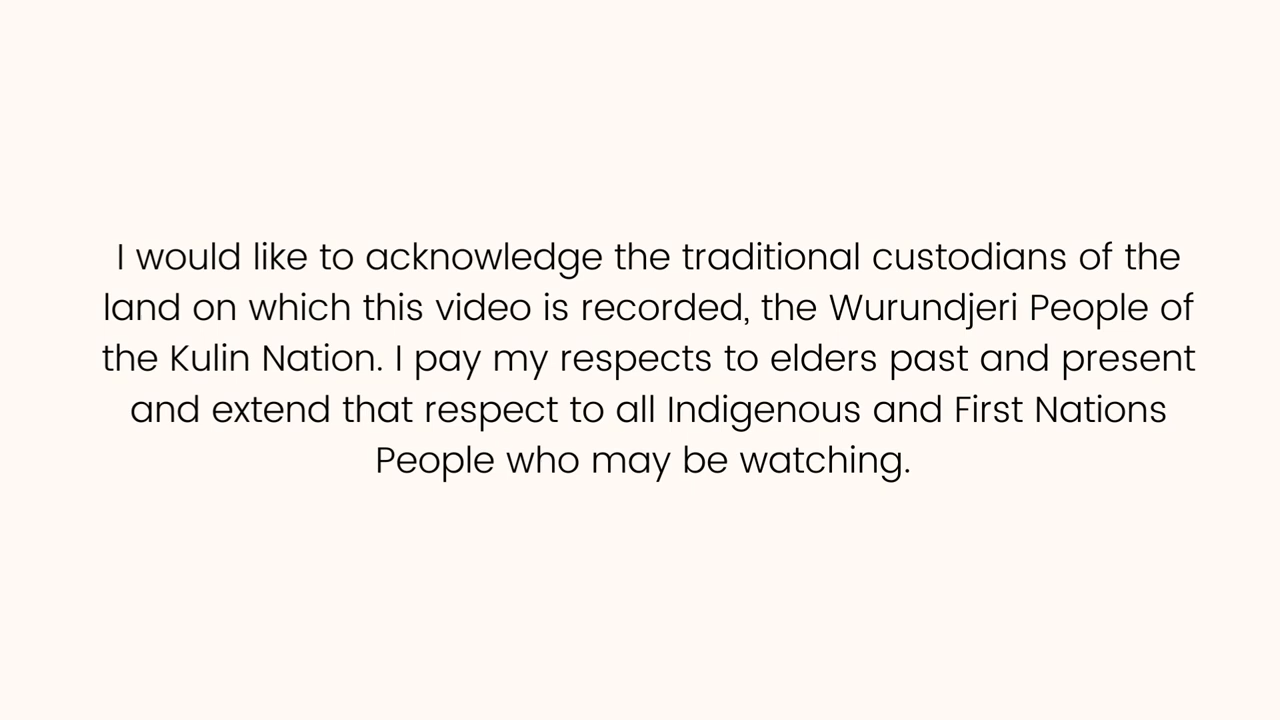 I would like to acknowledge the traditional custodians of the
land on which this video is recorded, the Wurundjeri People of
the Kulin Nation. I pay my respects to elders past and present
and extend that respect to all Indigenous and First Nations
People who may be watching.